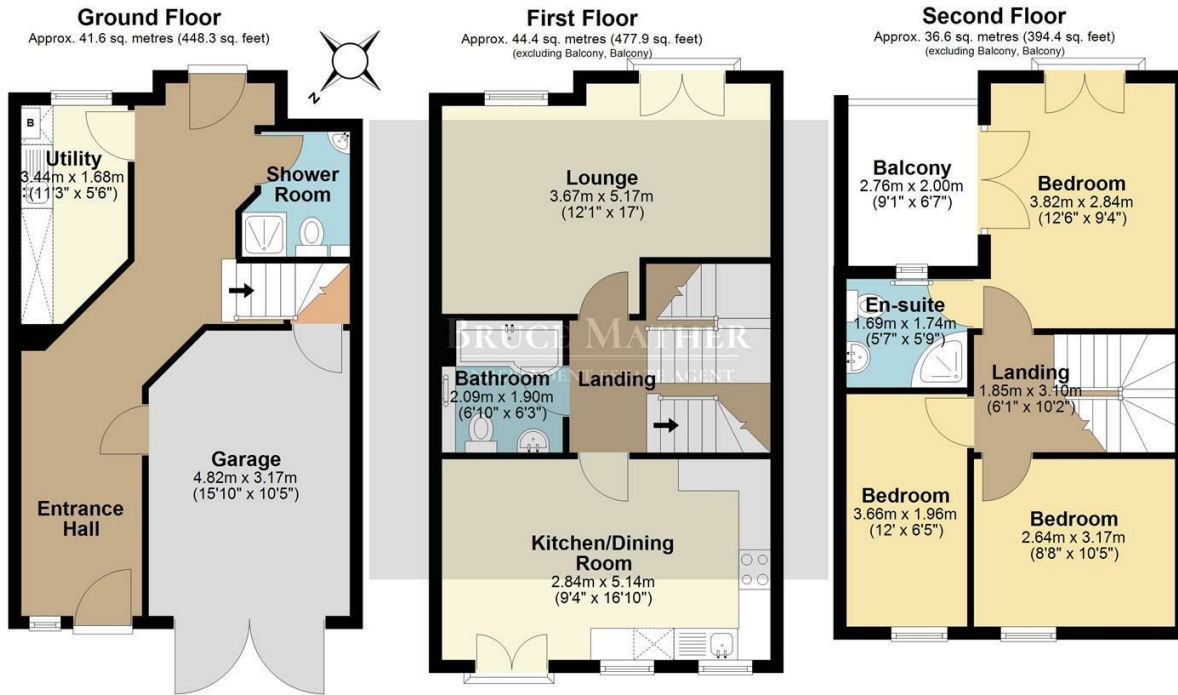 Ground Floor
Approx. 41.6 sq. metres (448.3 sq. feet)
N
B
Utility
3.44m x 1.68m
(11'3" x 5'6")
Shower
Room
Garage
4.82m x 3.17m
(15'10" x 10'5")
Entrance
Hall
First Floor
Approx. 44.4 sq. metres (477.9 sq. feet)
(excluding Balcony, Balcony)
Lounge
3.67m x 5.17m
(12'1" x 17')
BRUCE MATHER
INDEPENDENT ESTATE AGENT
Bathroom
2.09m x 1.90m
(6'10" x 6'3")
Landing
Kitchen/Dining
Room
2.84m x 5.14m
(9'4" x 16'10")
Second Floor
Approx. 36.6 sq. metres (394.4 sq. feet)
(excluding Balcony, Balcony)
Balcony
2.76m x 2.00m
(9'1" x 6'7")
Bedroom
3.82m x 2.84m
(12'6" x 9'4")
En-suite
1.69m x 1.74m
(5'7" x 5'9")
Landing
1.85m x 3.10m
(6'1" x 10'2")
Bedroom
3.66m x 1.96m
(12' x 6'5")
Bedroom
2.64m x 3.17m
(8'8" x 10'5")